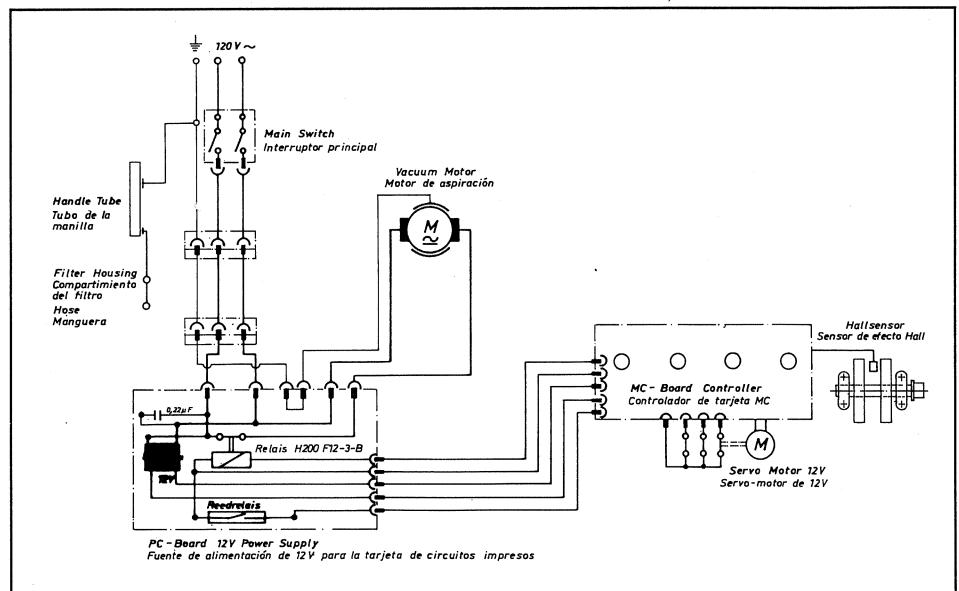 120 V ~
Main Switch
Interruptor principal
Vacuum Motor
Motor de aspiración
M
Handle Tube
Tubo de la
manilla
Filter Housing
Compartimiento
del filtro
Hose
Manguera
Hallsensor
Sensor de efecto Hall
MC - Board Controller
Controlador de tarjeta MC
0,22µF
Relais H200 F12-3-B
12V
M
Servo Motor 12V
Servo-motor de 12V
Reedrelais
PC - Board 12V Power Supply
Fuente de alimentación de 12V para la tarjeta de circuitos impresos